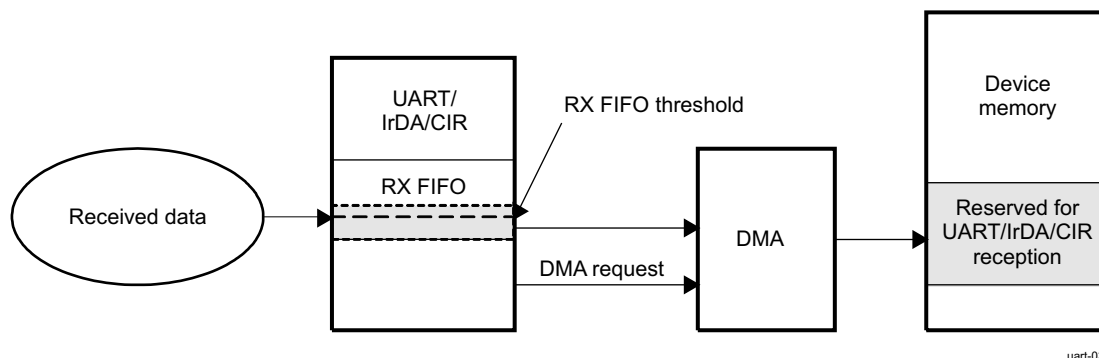 UART/
IrDA/CIR
RX FIFO threshold
Device
memory
RX FIFO
Received data
DMA
Reserved for
UART/IrDA/CIR
reception
DMA request